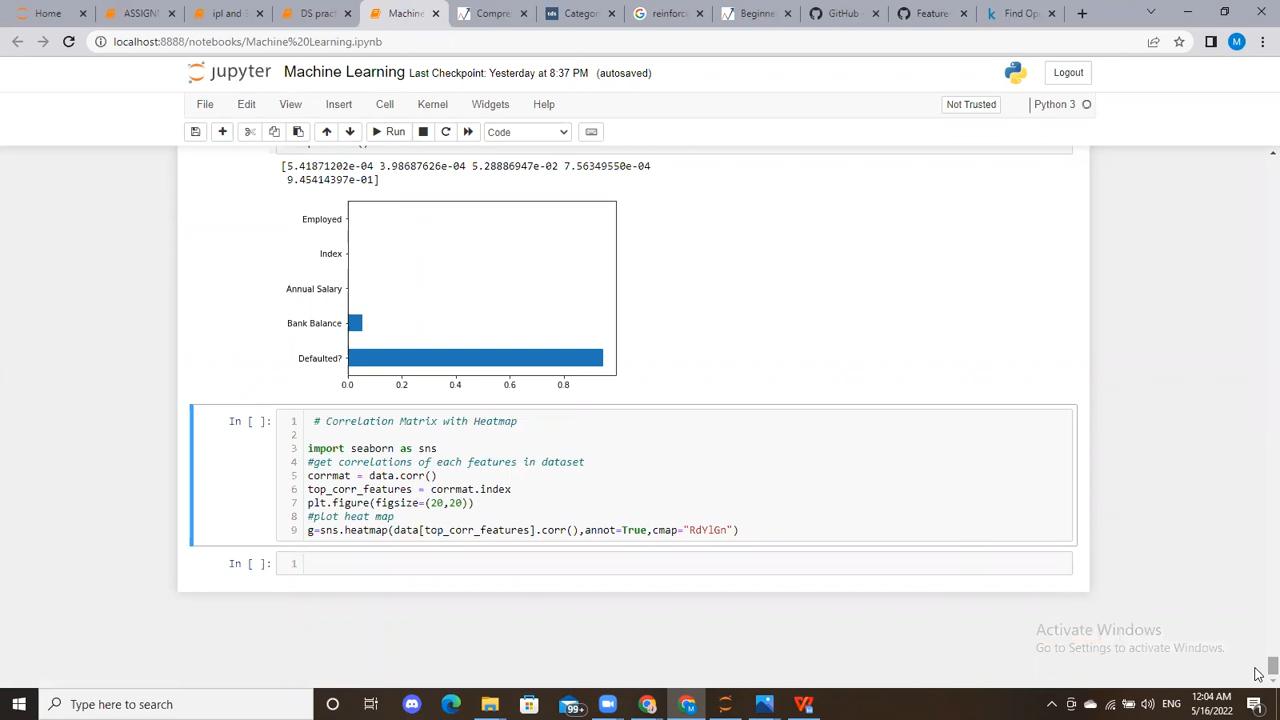 Home
ASSIGN
ipl and S
DS pract
Machine
Compre
Categor
reinforc
Beginne
GitHub
Feature
Find Op
localhost:8888/notebooks/Machine%20Learning.ipynb
M
jupyter Machine Learning Last Checkpoint: Yesterday at 8:37 PM (autosaved)
Logout
File Edit View Insert Cell Kernel Widgets Help
Not Trusted
Python 3
Run
Code
[5.41871202e-04 3.98687626e-04 5.28886947e-02 7.56349550e-04
9.45414397e-01]
Employed
Index
Annual Salary
Bank Balance
Defaulted?
0.0 0.2 0.4 0.6 0.8
In [ ]:
1 # Correlation Matrix with Heatmap
2
3 import seaborn as sns
4 #get correlations of each features in dataset
5 corrmat = data.corr()
6 top_corr_features = corrmat.index
7 plt.figure(figsize=(20,20))
8 #plot heat map
9 g=sns.heatmap(data[top_corr_features].corr(),annot=True,cmap="RdYlGn")
In [ ]:
1
Activate Windows
Go to Settings to activate Windows.
Type here to search
99+
ENG
12:04 AM
5/16/2022